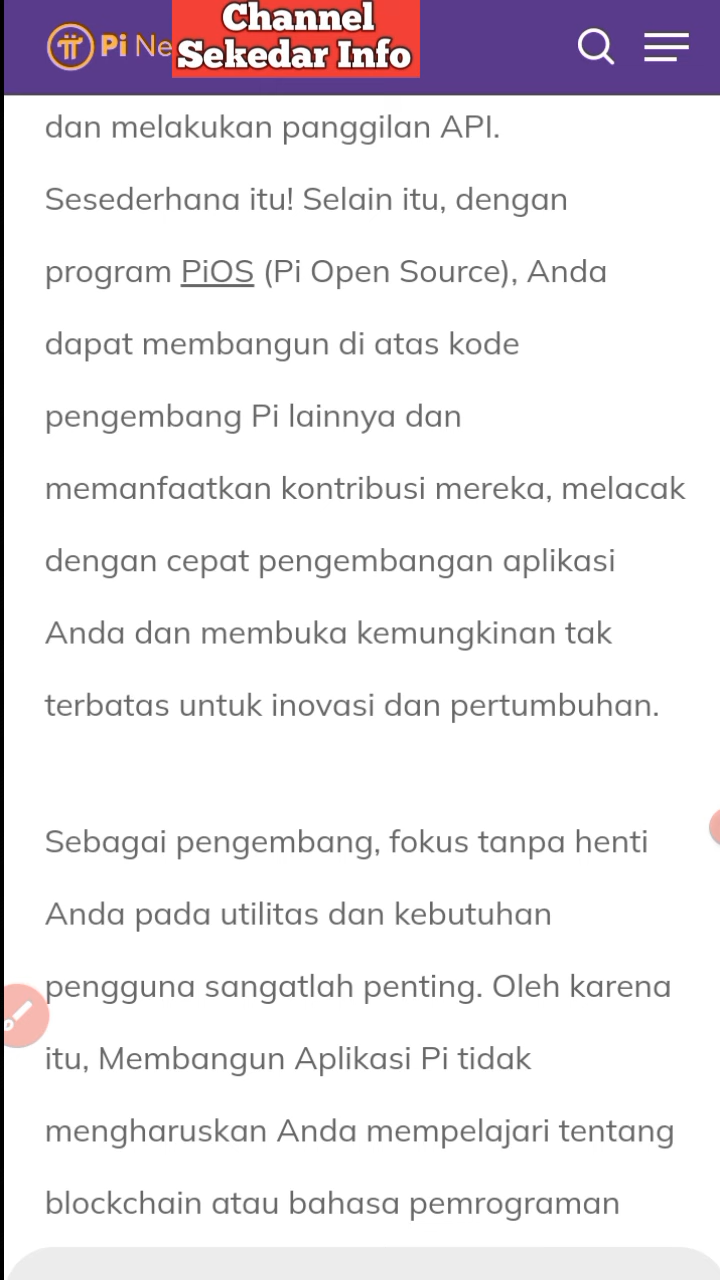 Channel
Pi Ne
Sekedar Info
dan melakukan panggilan API.
Sesederhana itu! Selain itu, dengan
program PiOS (Pi Open Source), Anda
dapat membangun di atas kode
pengembang Pi lainnya dan
memanfaatkan kontribusi mereka, melacak
dengan cepat pengembangan aplikasi
Anda dan membuka kemungkinan tak
terbatas untuk inovasi dan pertumbuhan.
Sebagai pengembang, fokus tanpa henti
Anda pada utilitas dan kebutuhan
pengguna sangatlah penting. Oleh karena
itu, Membangun Aplikasi Pi tidak
mengharuskan Anda mempelajari tentang
blockchain atau bahasa pemrograman